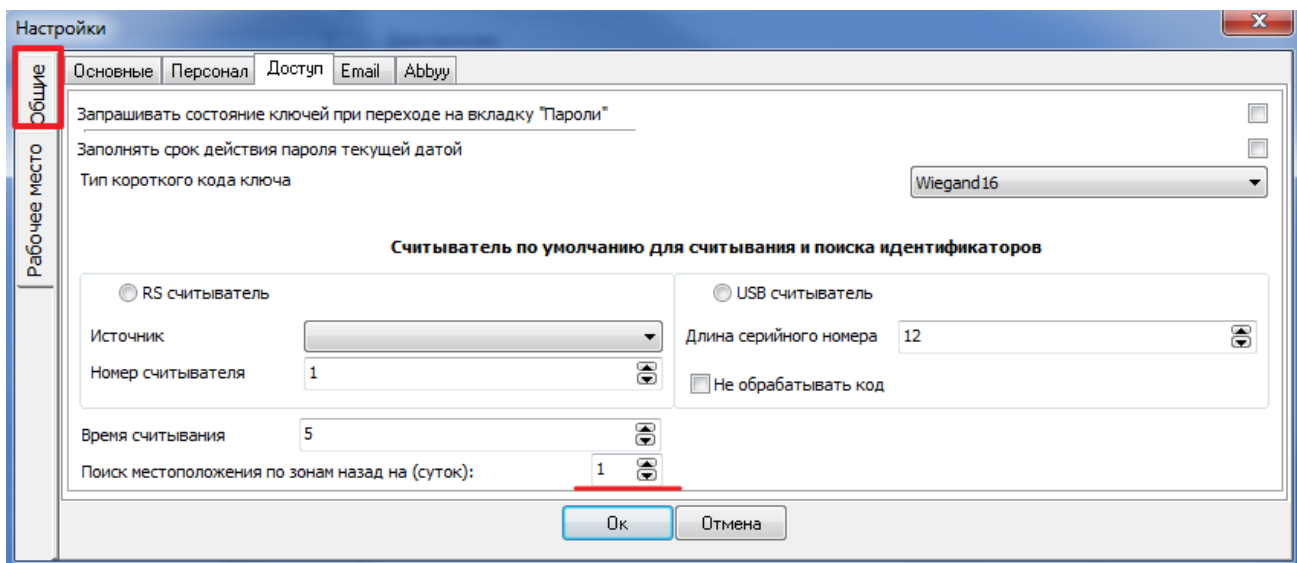 Настройки
Общие
Рабочее место
Основные Персонал Доступ Email Abbyy
Запрашивать состояние ключей при переходе на вкладку "Пароли"
Заполнять срок действия пароля текущей датой
Тип короткого кода ключа Wiegand16
Считыватель по умолчанию для считывания и поиска идентификаторов
RS считыватель USB считыватель
Источник Длина серийного номера 12
Номер считывателя 1
Не обрабатывать код
Время считывания 5
Поиск местоположения по зонам назад на (суток): 1
Ок Отмена